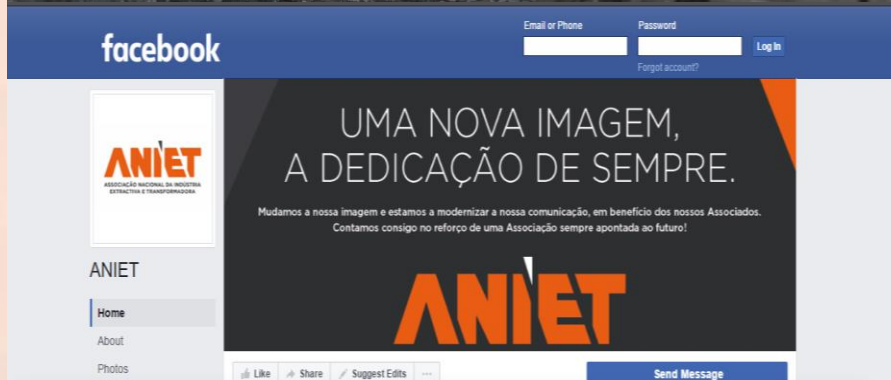 Email or Phone
Password
facebook
Log In
Forgot account?
UMA NOVA IMAGEM,
A DEDICAÇÃO DE SEMPRE.
ANIET
ASSOCIAÇÃO NACIONAL DA INDÚSTRIA
EXTRACTIVA E TRANSFORMADORA
Mudamos a nossa imagem e estamos a modernizar a nossa comunicação, em benefício dos nossos Associados.
Contamos consigo no reforço de uma Associação sempre apontada ao futuro!
ANIET
ANIET
Home
About
Photos
Like
Share
Suggest Edits
...
Send Message